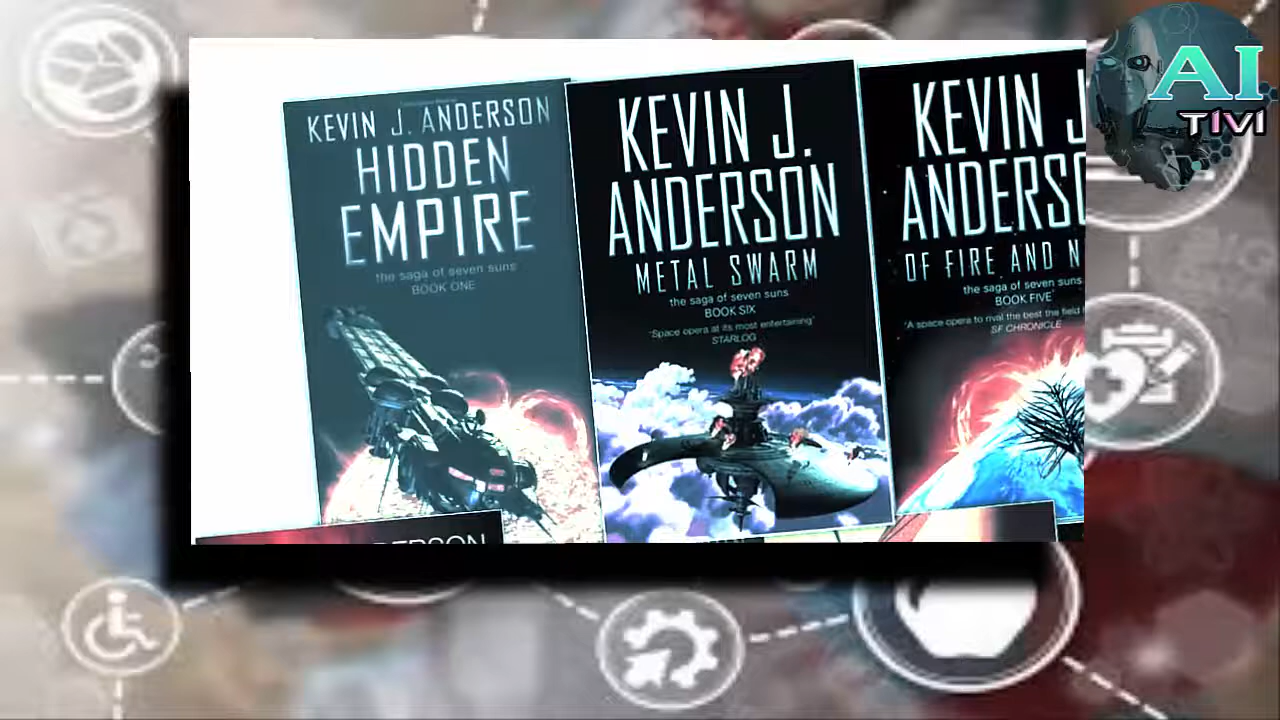 KEVIN J. ANDERSON
HIDDEN
EMPIRE
the saga of seven suns
BOOK ONE
KEVIN J.
ANDERSON
METAL SWARM
the saga of seven suns
BOOK SIX
'Space opera at its most entertaining'
STARLOG
KEVIN J
ANDERSO
OF FIRE AND N
the saga of seven suns
BOOK FIVE
'A space opera to rival the best the field
SF CHRONICLE
DERSON
AI
TIVI